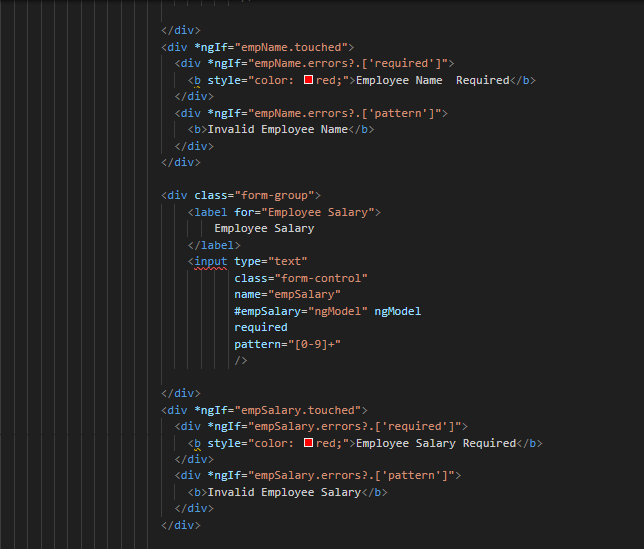 </div>
<div *ngIf="empName.touched">
<div *ngIf="empName.errors?.['required']">
<b style="color: red;">Employee Name  Required</b>
</div>
<div *ngIf="empName.errors?.['pattern']">
<b>Invalid Employee Name</b>
</div>
</div>
<div class="form-group">
<label for="Employee Salary">
Employee Salary
</label>
<input type="text"
class="form-control"
name="empSalary"
#empSalary="ngModel" ngModel
required
pattern="[0-9]+"
/>
</div>
<div *ngIf="empSalary.touched">
<div *ngIf="empSalary.errors?.['required']">
<b style="color: red;">Employee Salary Required</b>
</div>
<div *ngIf="empSalary.errors?.['pattern']">
<b>Invalid Employee Salary</b>
</div>
</div>